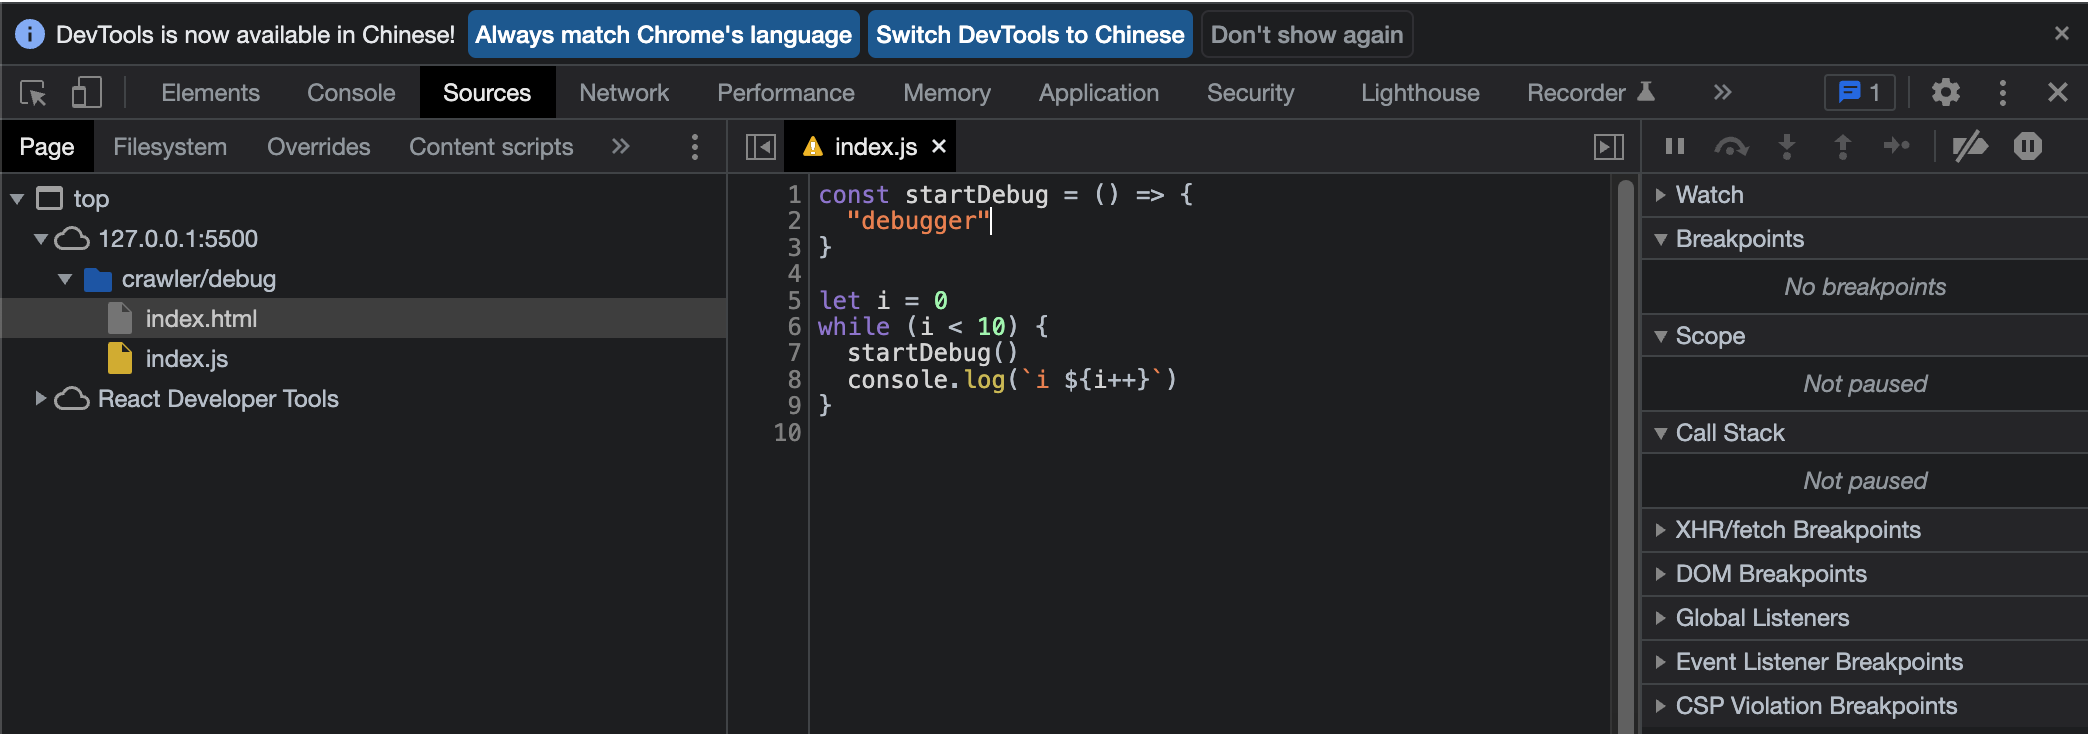 DevTools is now available in Chinese! Always match Chrome's language Switch DevTools to Chinese Don't show again
Elements Console Sources Network Performance Memory Application Security Lighthouse Recorder 1
Page Filesystem Overrides Content scripts
index.js
top
127.0.0.1:5500
crawler/debug
index.html
index.js
React Developer Tools
1 const startDebug = () => {
2   "debugger"
3 }
4
5 let i = 0
6 while (i < 10) {
7   startDebug()
8   console.log(`i ${i++}`)
9 }
10
Watch
Breakpoints
No breakpoints
Scope
Not paused
Call Stack
Not paused
XHR/fetch Breakpoints
DOM Breakpoints
Global Listeners
Event Listener Breakpoints
CSP Violation Breakpoints